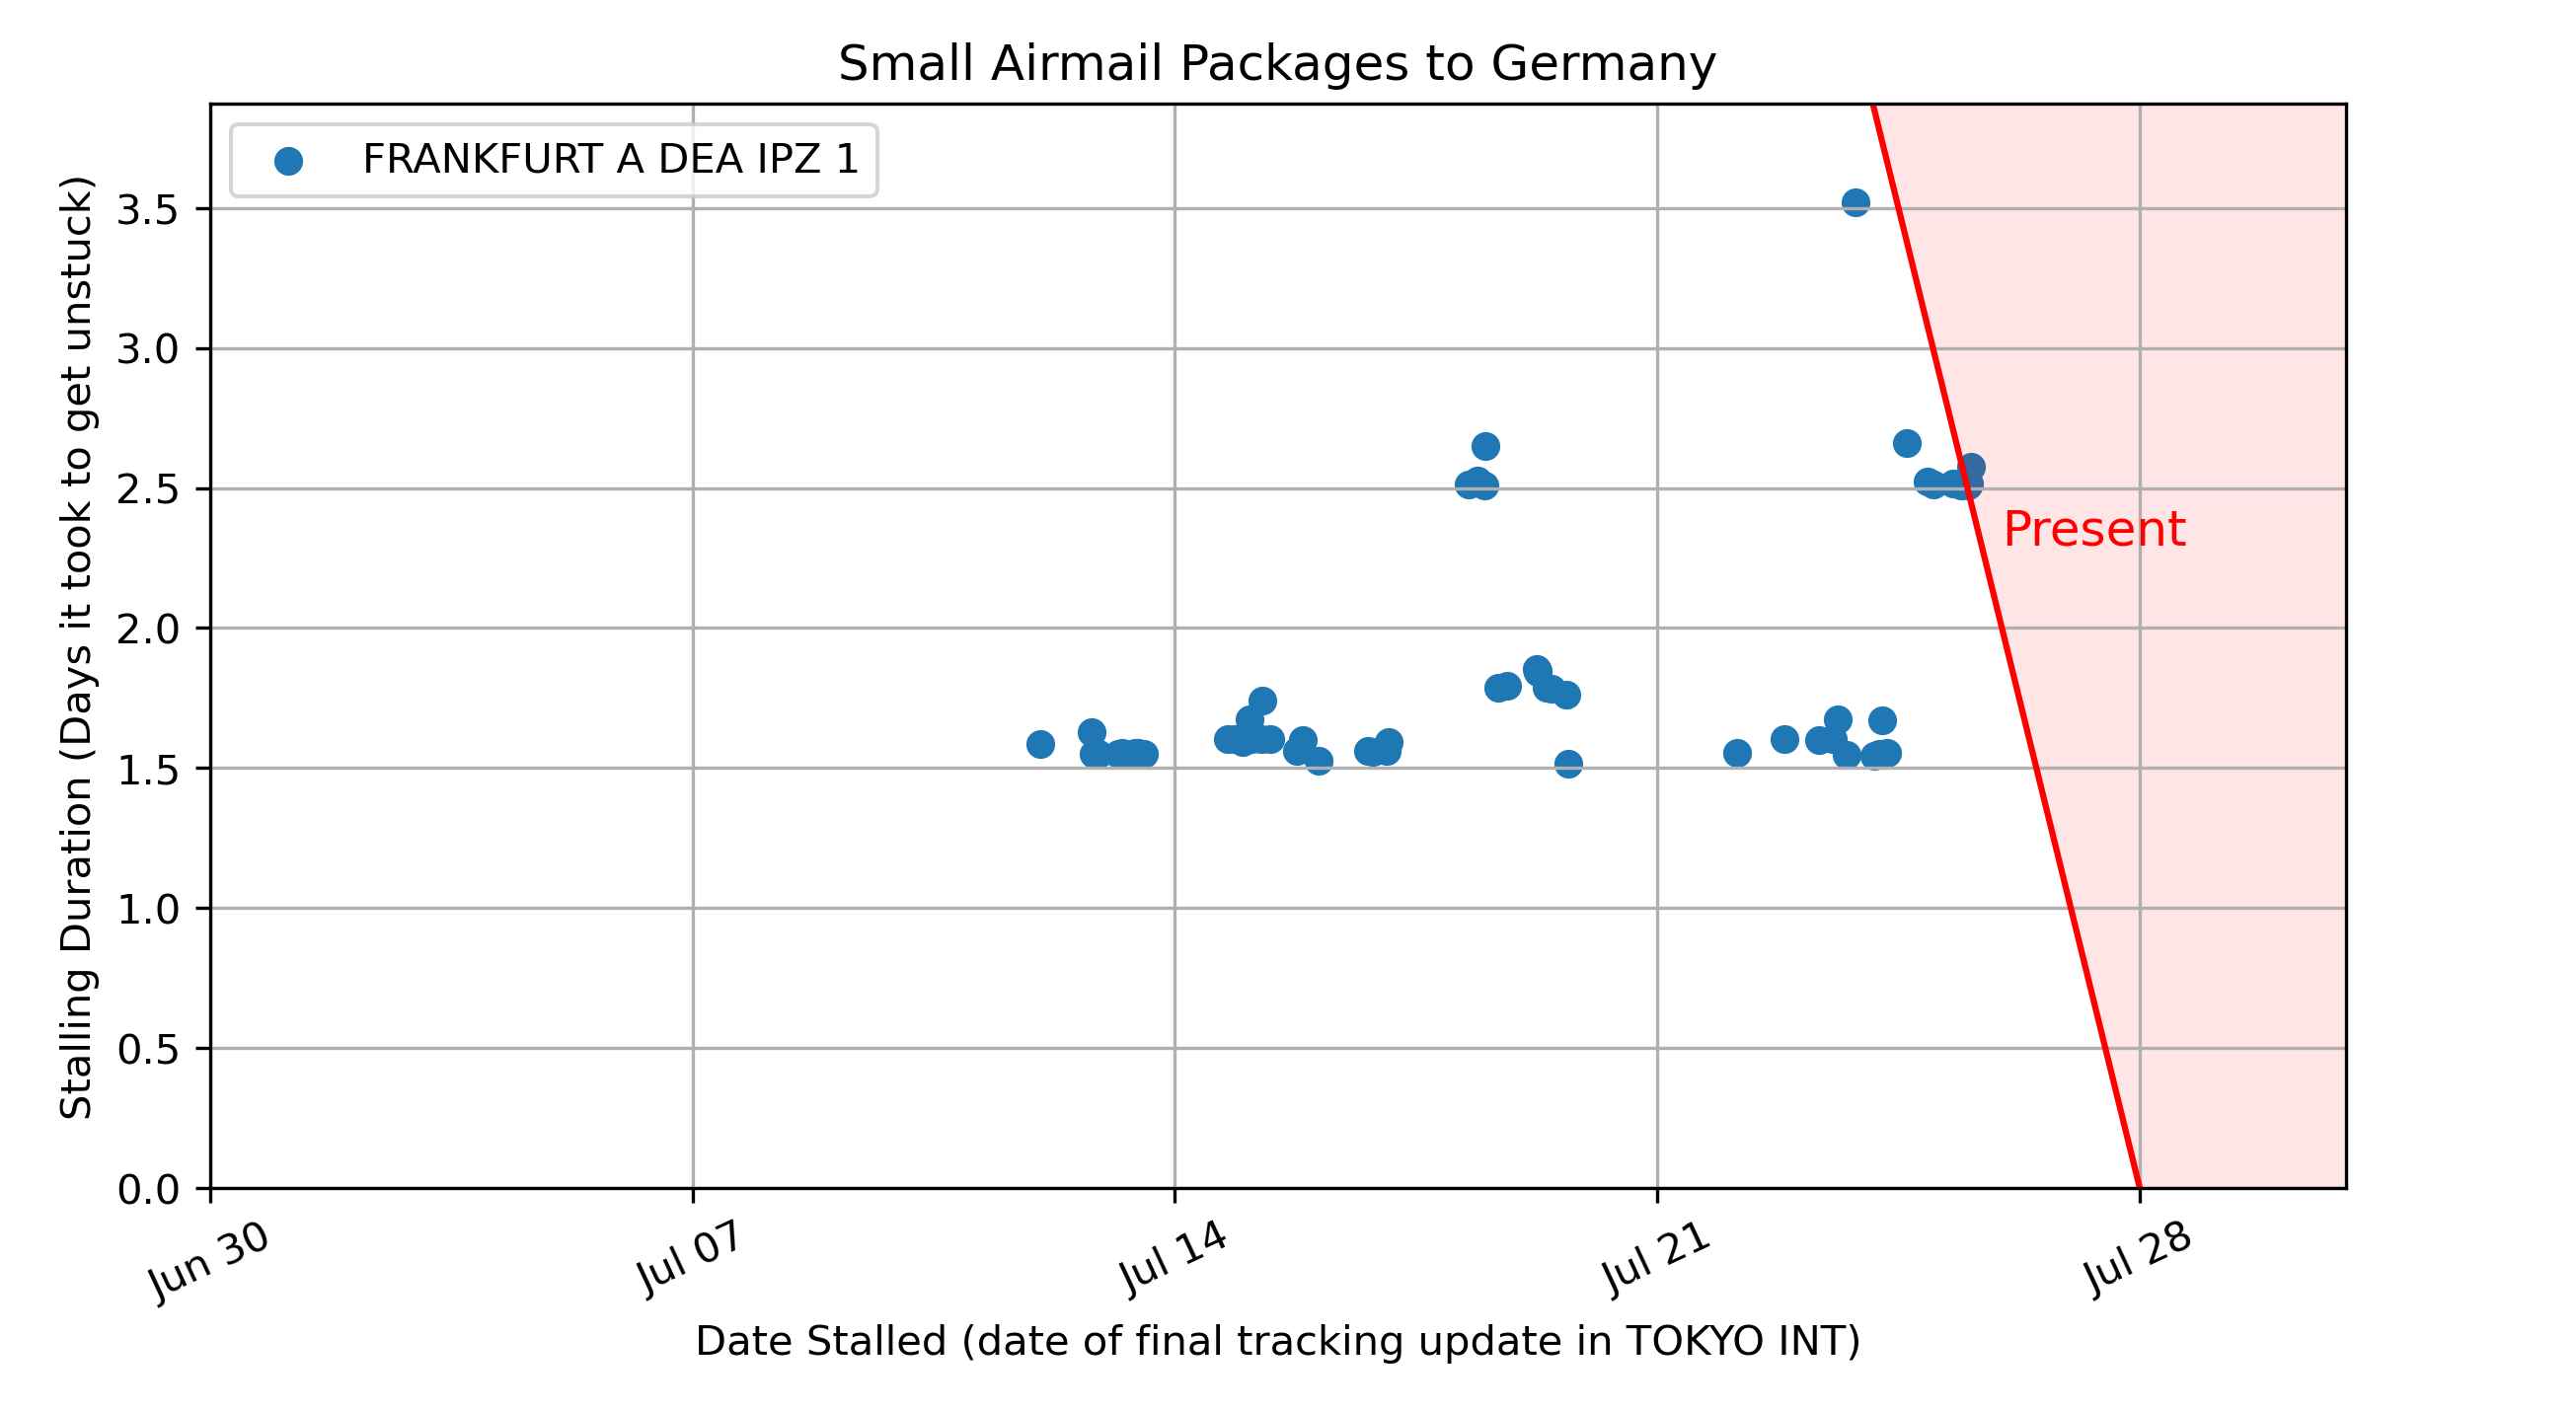 Small Airmail Packages to Germany
FRANKFURT A DEA IPZ 1
Stalling Duration (Days it took to get unstuck)
3.5
3.0
2.5
2.0
1.5
1.0
0.5
0.0
Present
Jun 30
Jul 07
Jul 14
Jul 21
Jul 28
Date Stalled (date of final tracking update in TOKYO INT)